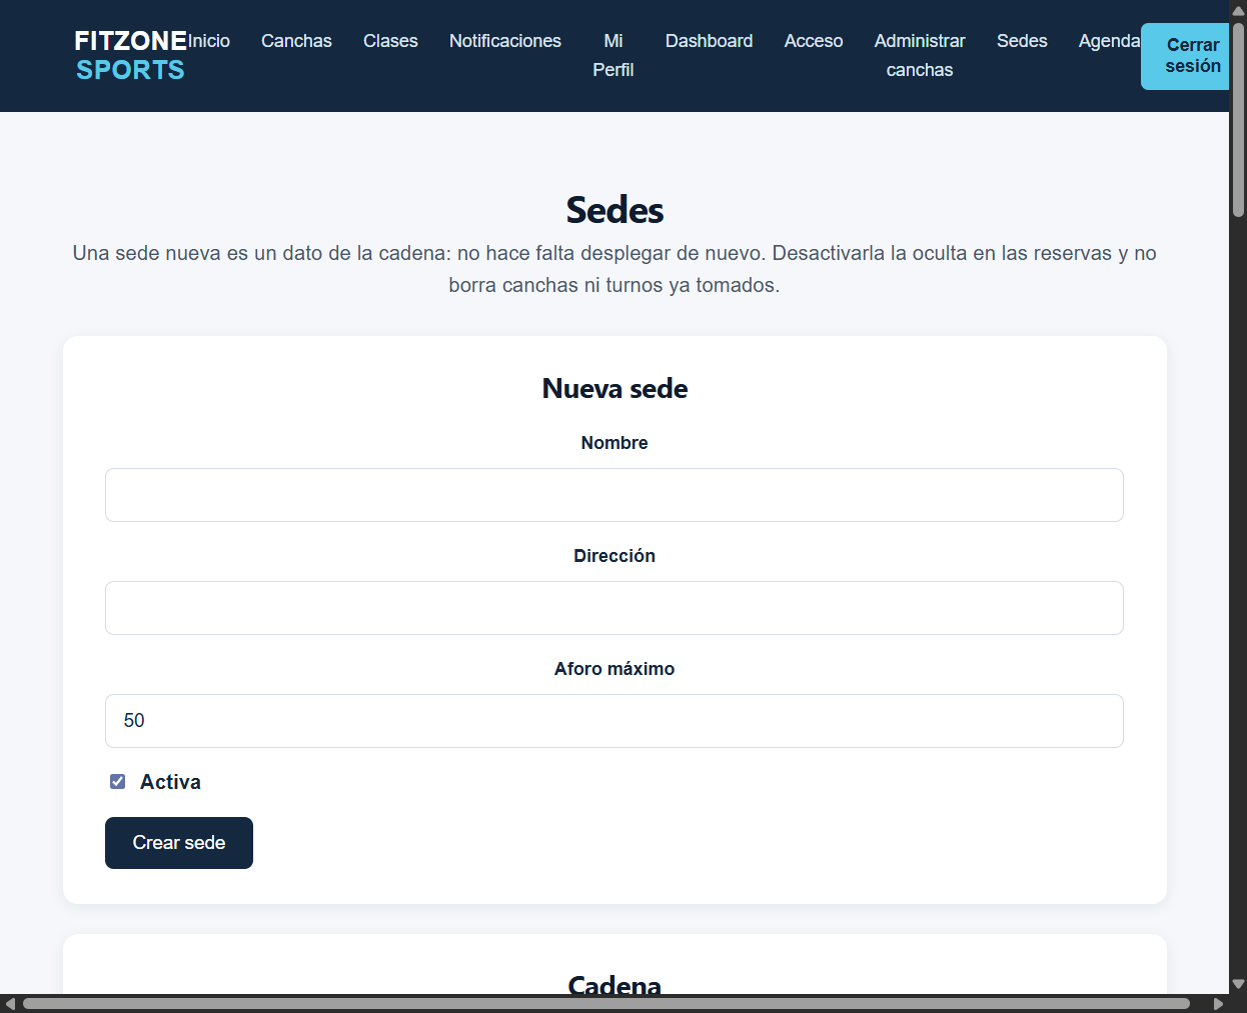 FITZONE
SPORTS
Inicio
Canchas
Clases
Notificaciones
Mi
Perfil
Dashboard
Acceso
Administrar
canchas
Sedes
Agenda
Cerrar
sesión
Sedes
Una sede nueva es un dato de la cadena: no hace falta desplegar de nuevo. Desactivarla la oculta en las reservas y no
borra canchas ni turnos ya tomados.
Nueva sede
Nombre
Dirección
Aforo máximo
50
Activa
Crear sede
Cadena